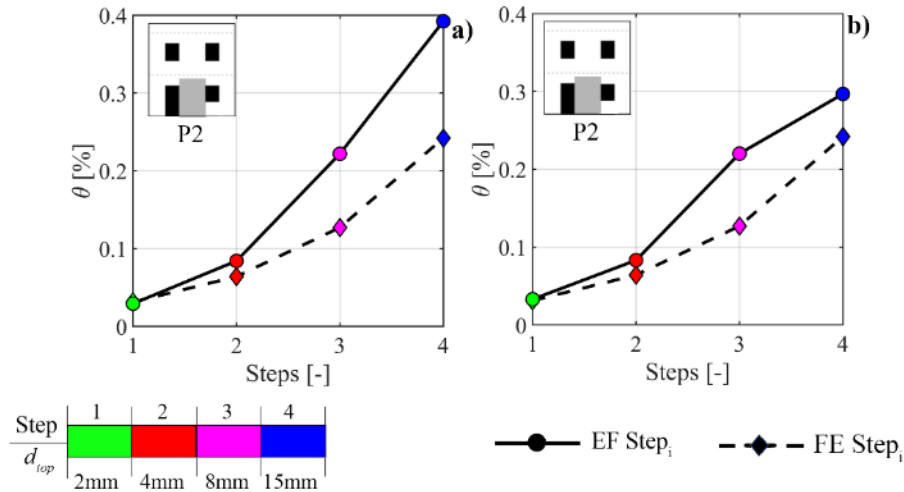 a)
0.4
0.3
0.2
0.1
0
θ [%]
P2
1 2 3 4
Steps [-]
b)
0.4
0.3
0.2
0.1
0
θ [%]
P2
1 2 3 4
Steps [-]
Step 1 2 3 4
d_top 2mm 4mm 8mm 15mm
EF Step_i
FE Step_i